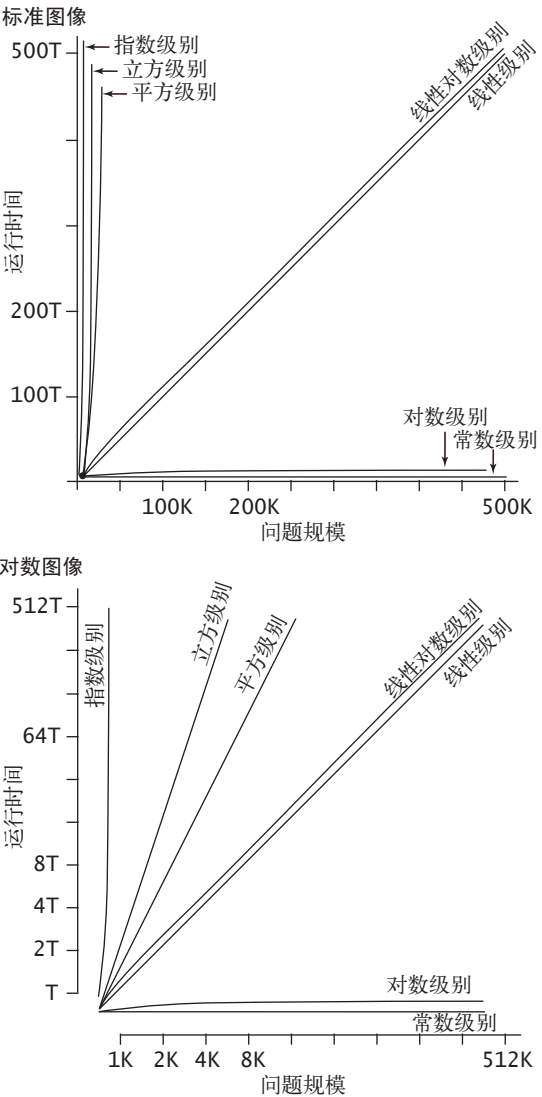 标准图像
500T
指数级别
立方级别
平方级别
线性对数级别
线性级别
运行时间
200T
100T
对数级别
常数级别
100K 200K 500K
问题规模
对数图像
512T
指数级别
立方级别
平方级别
线性对数级别
线性级别
64T
运行时间
8T
4T
2T
T
对数级别
常数级别
1K 2K 4K 8K 512K
问题规模